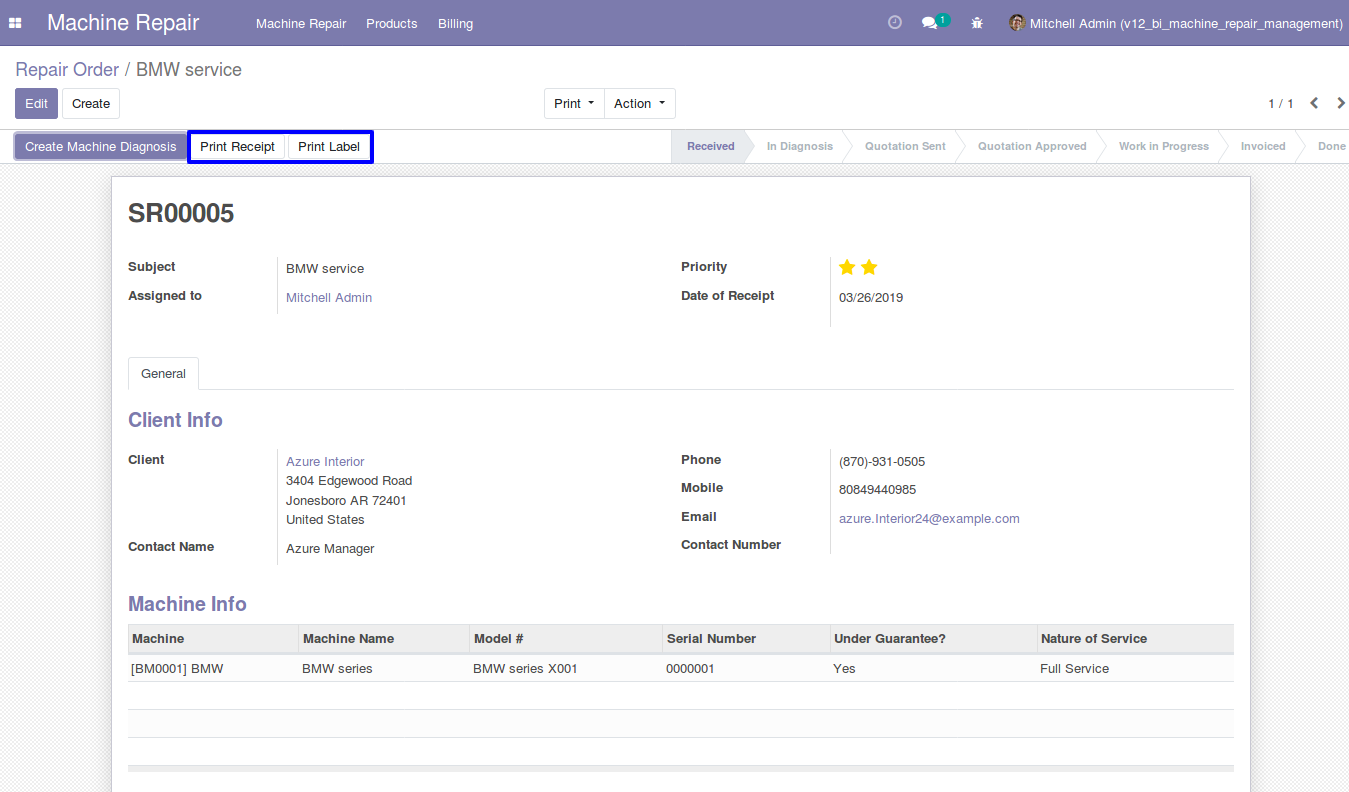 Machine Repair Machine Repair Products Billing 1 Mitchell Admin (v12_bi_machine_repair_management)
Repair Order / BMW service
Edit Create Print Action 1 / 1
Create Machine Diagnosis Print Receipt Print Label Received In Diagnosis Quotation Sent Quotation Approved Work in Progress Invoiced Done
SR00005
Subject BMW service Priority
Assigned to Mitchell Admin Date of Receipt 03/26/2019
General
Client Info
Client Azure Interior Phone (870)-931-0505
3404 Edgewood Road
Mobile 80849440985
Jonesboro AR 72401
United States Email azure.Interior24@example.com
Contact Name Azure Manager Contact Number
Machine Info
Machine Machine Name Model # Serial Number Under Guarantee? Nature of Service
[BM0001] BMW BMW series BMW series X001 0000001 Yes Full Service